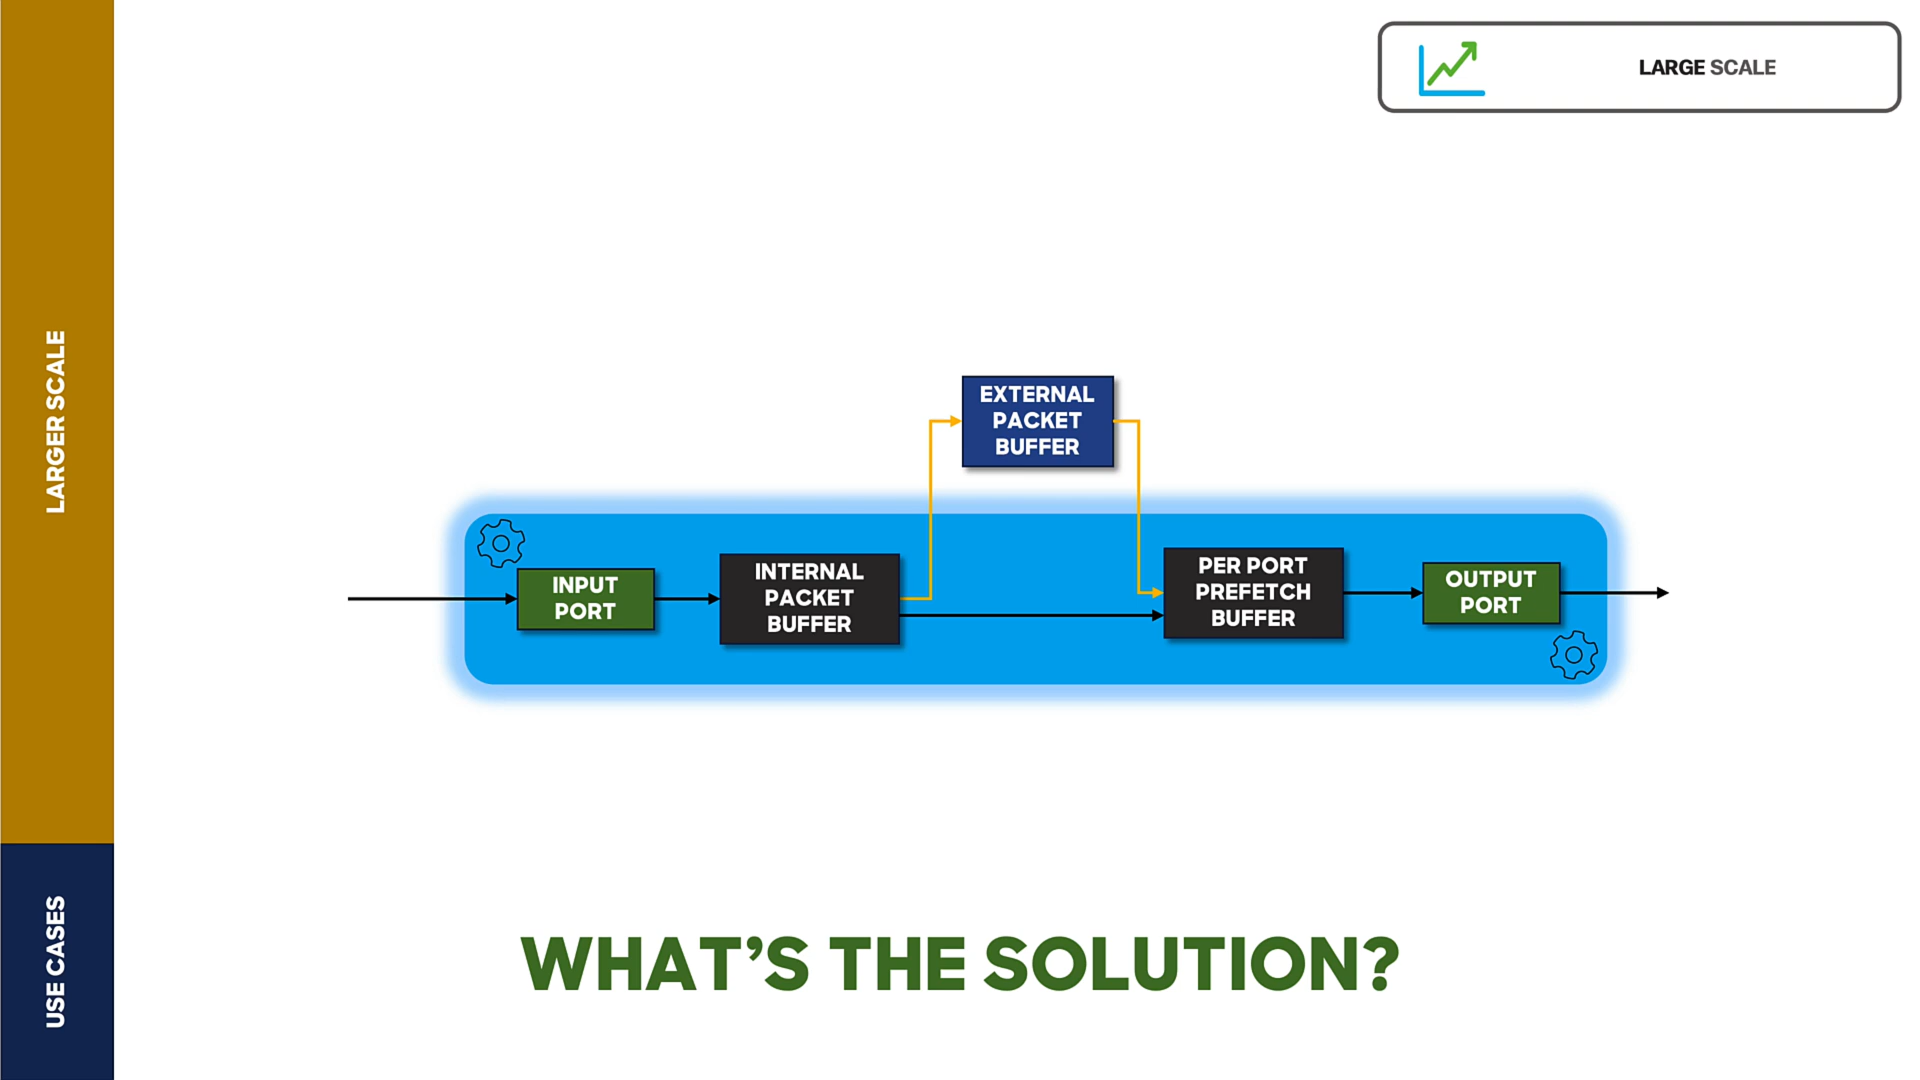 LARGE SCALE
LARGER SCALE
EXTERNAL
PACKET
BUFFER
INPUT
PORT
INTERNAL
PACKET
BUFFER
PER PORT
PREFETCH
BUFFER
OUTPUT
PORT
USE CASES
WHAT’S THE SOLUTION?